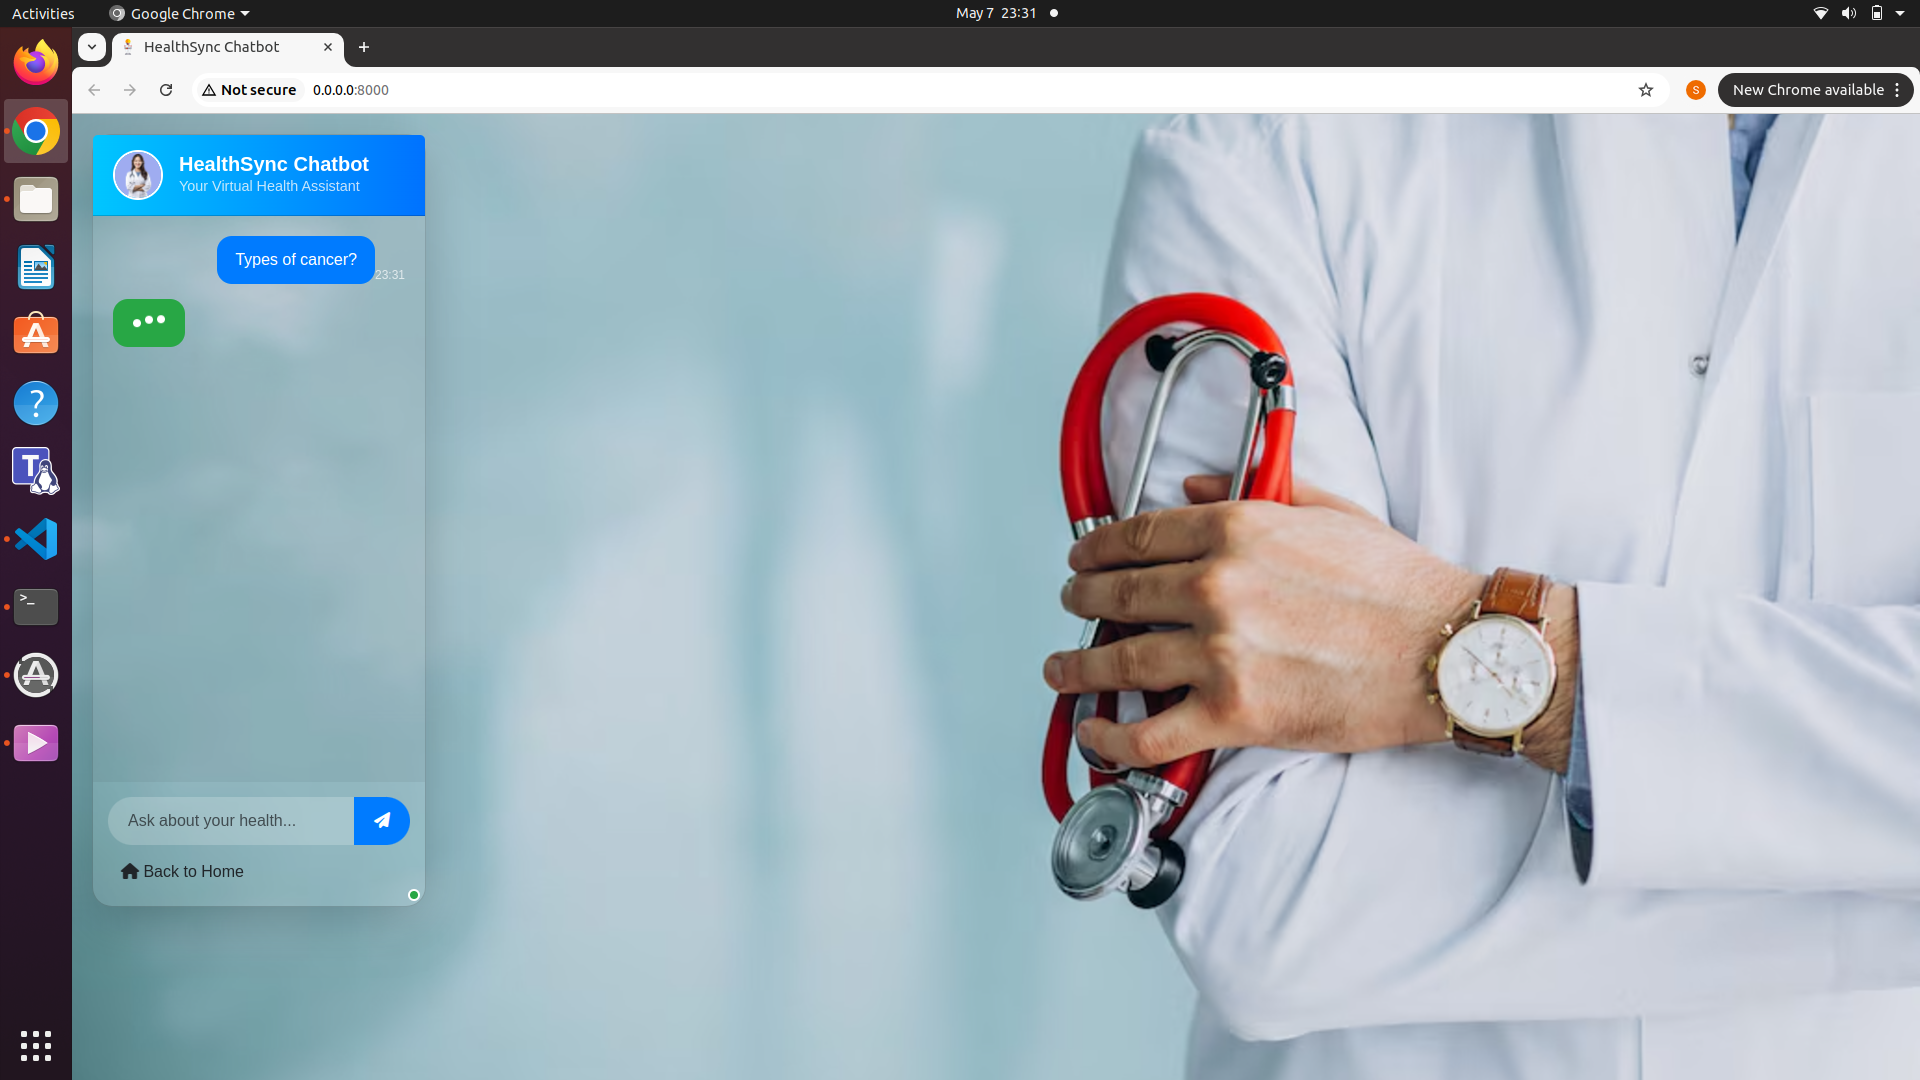 Activities
Google Chrome
May 7 23:31
HealthSync Chatbot
Not secure
0.0.0.0:8000
S
New Chrome available
HealthSync Chatbot
Your Virtual Health Assistant
Types of cancer?
23:31
Ask about your health...
Back to Home